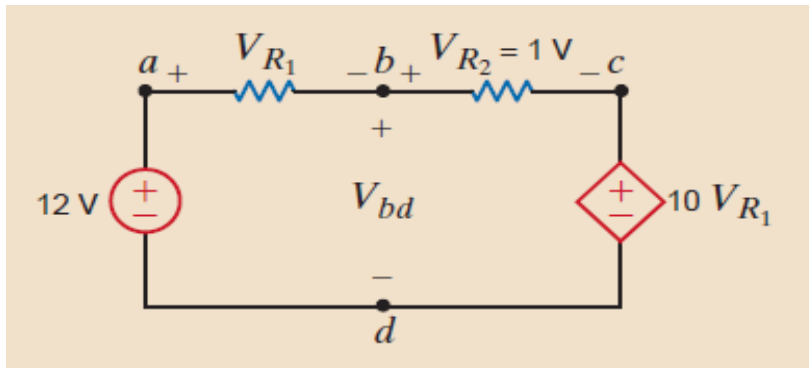 a + V_R1 - b + V_R2 = 1 V - c
+
12 V + - V_bd + - 10 V_R1
-
d